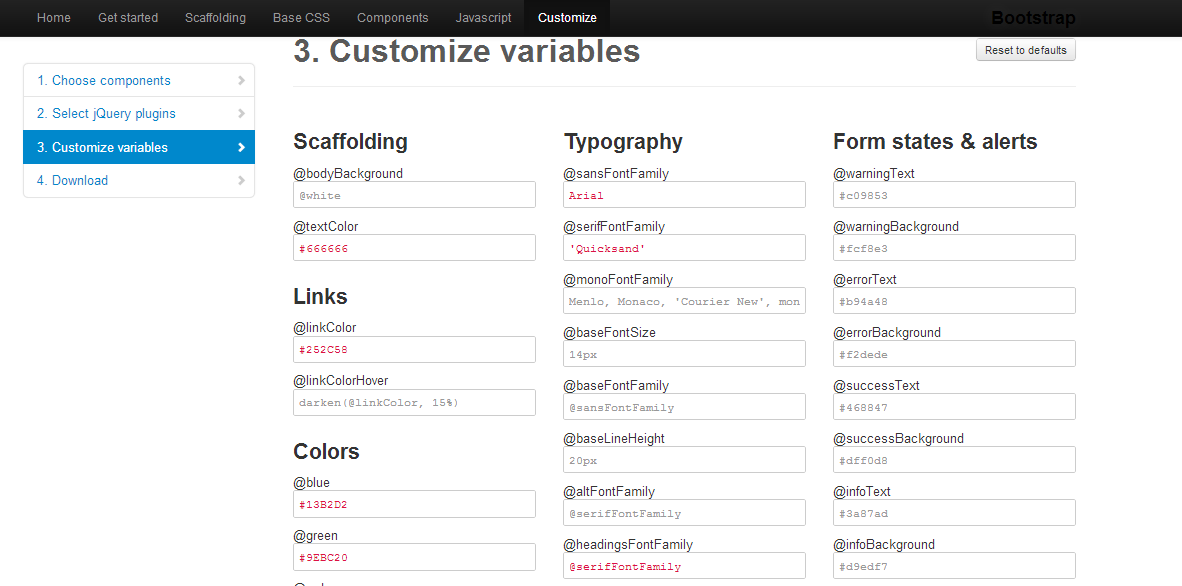 Home Get started Scaffolding Base CSS Components Javascript Customize Bootstrap
3. Customize variables
Reset to defaults
1. Choose components
2. Select jQuery plugins
3. Customize variables
4. Download
Scaffolding
@bodyBackground
@white
@textColor
#666666
Links
@linkColor
#252C58
@linkColorHover
darken(@linkColor, 15%)
Colors
@blue
#13B2D2
@green
#9EBC20
Typography
@sansFontFamily
Arial
@serifFontFamily
'Quicksand'
@monoFontFamily
Menlo, Monaco, 'Courier New', mon
@baseFontSize
14px
@baseFontFamily
@sansFontFamily
@baseLineHeight
20px
@altFontFamily
@serifFontFamily
@headingsFontFamily
@serifFontFamily
Form states & alerts
@warningText
#c09853
@warningBackground
#fcf8e3
@errorText
#b94a48
@errorBackground
#f2dede
@successText
#468847
@successBackground
#dff0d8
@infoText
#3a87ad
@infoBackground
#d9edf7